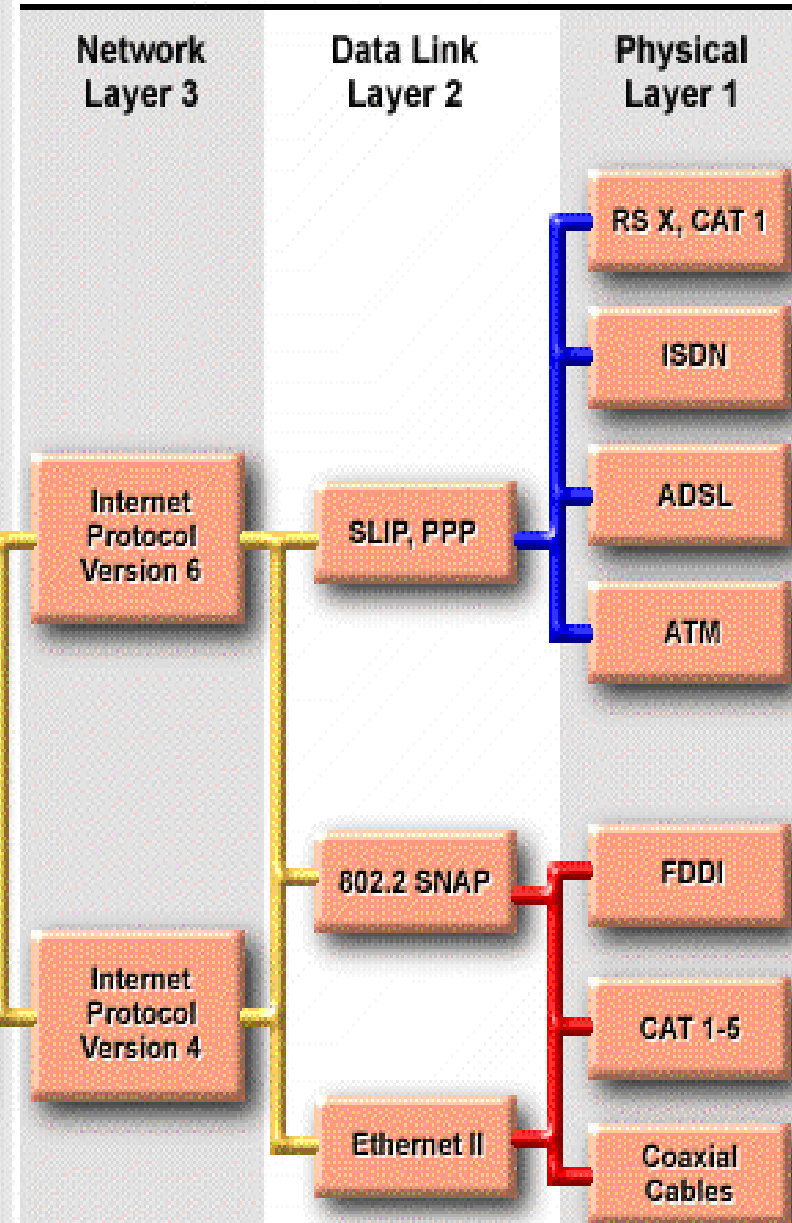 Network
Layer 3
Data Link
Layer 2
Physical
Layer 1
RS X, CAT 1
ISDN
Internet
Protocol
Version 6
SLIP, PPP
ADSL
ATM
802.2 SNAP
FDDI
Internet
Protocol
Version 4
CAT 1-5
Ethernet II
Coaxial
Cables